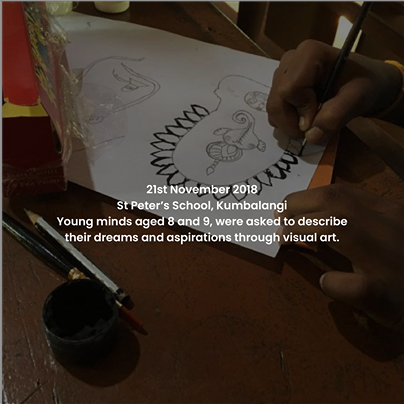 21st November 2018
St Peter's School, Kumbalangi
Young minds aged 8 and 9, were asked to describe
their dreams and aspirations through visual art.